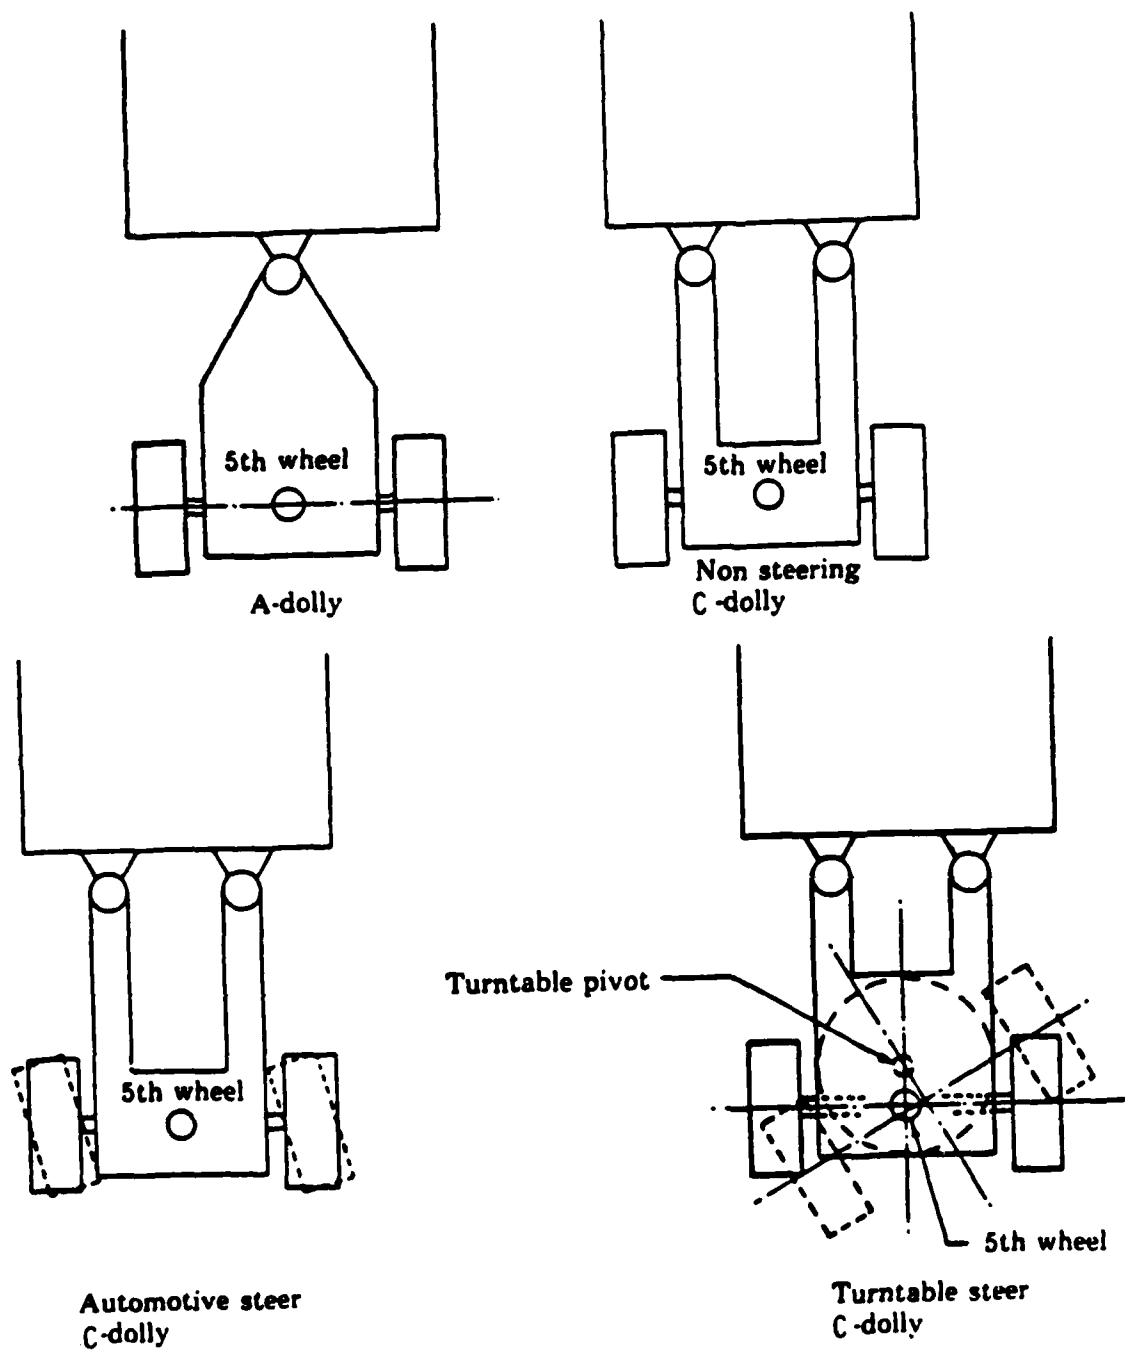 5th wheel
A-dolly
5th wheel
Non steering
C-dolly
5th wheel
Automotive steer
C-dolly
Turntable pivot
5th wheel
Turntable steer
C-dolly